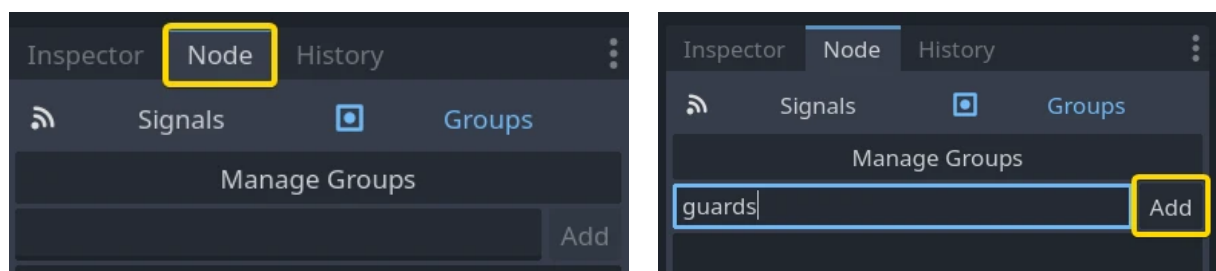 Inspector Node History
Signals Groups
Manage Groups
Add
Inspector Node History
Signals Groups
Manage Groups
guards Add